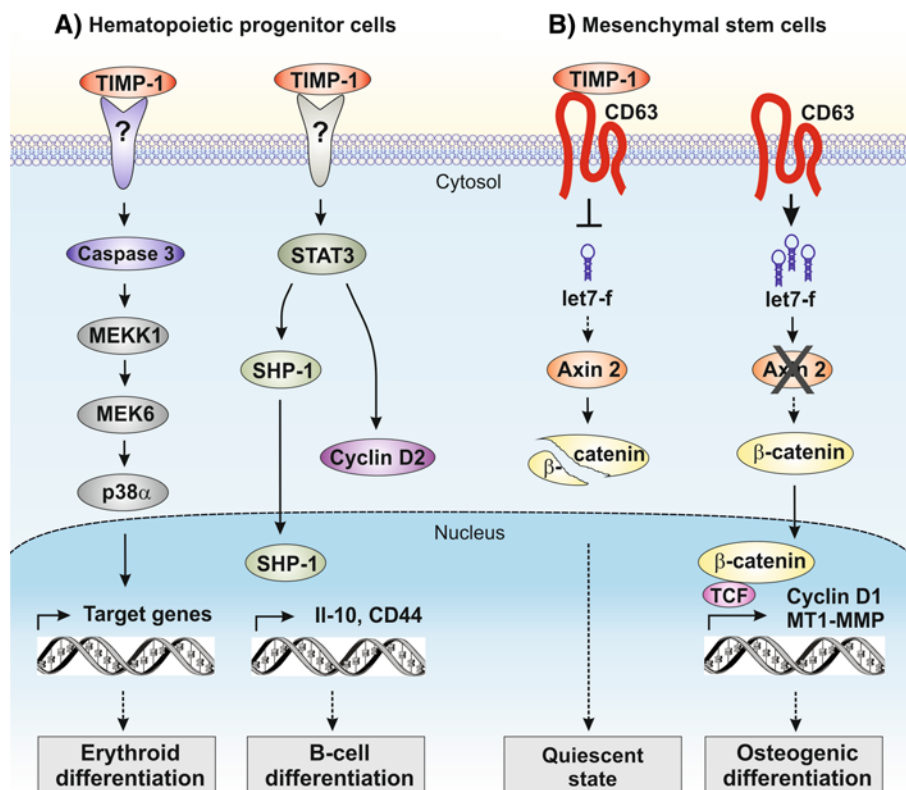 A) Hematopoietic progenitor cells
B) Mesenchymal stem cells
TIMP-1
?
TIMP-1
?
TIMP-1
CD63
CD63
Cytosol
Caspase 3
MEKK1
MEK6
p38α
STAT3
SHP-1
Cyclin D2
SHP-1
let7-f
Axin 2
β-catenin
let7-f
Axin 2
β-catenin
Nucleus
β-catenin
TCF
Cyclin D1
MT1-MMP
Target genes
Il-10, CD44
Erythroid
differentiation
B-cell
differentiation
Quiescent
state
Osteogenic
differentiation